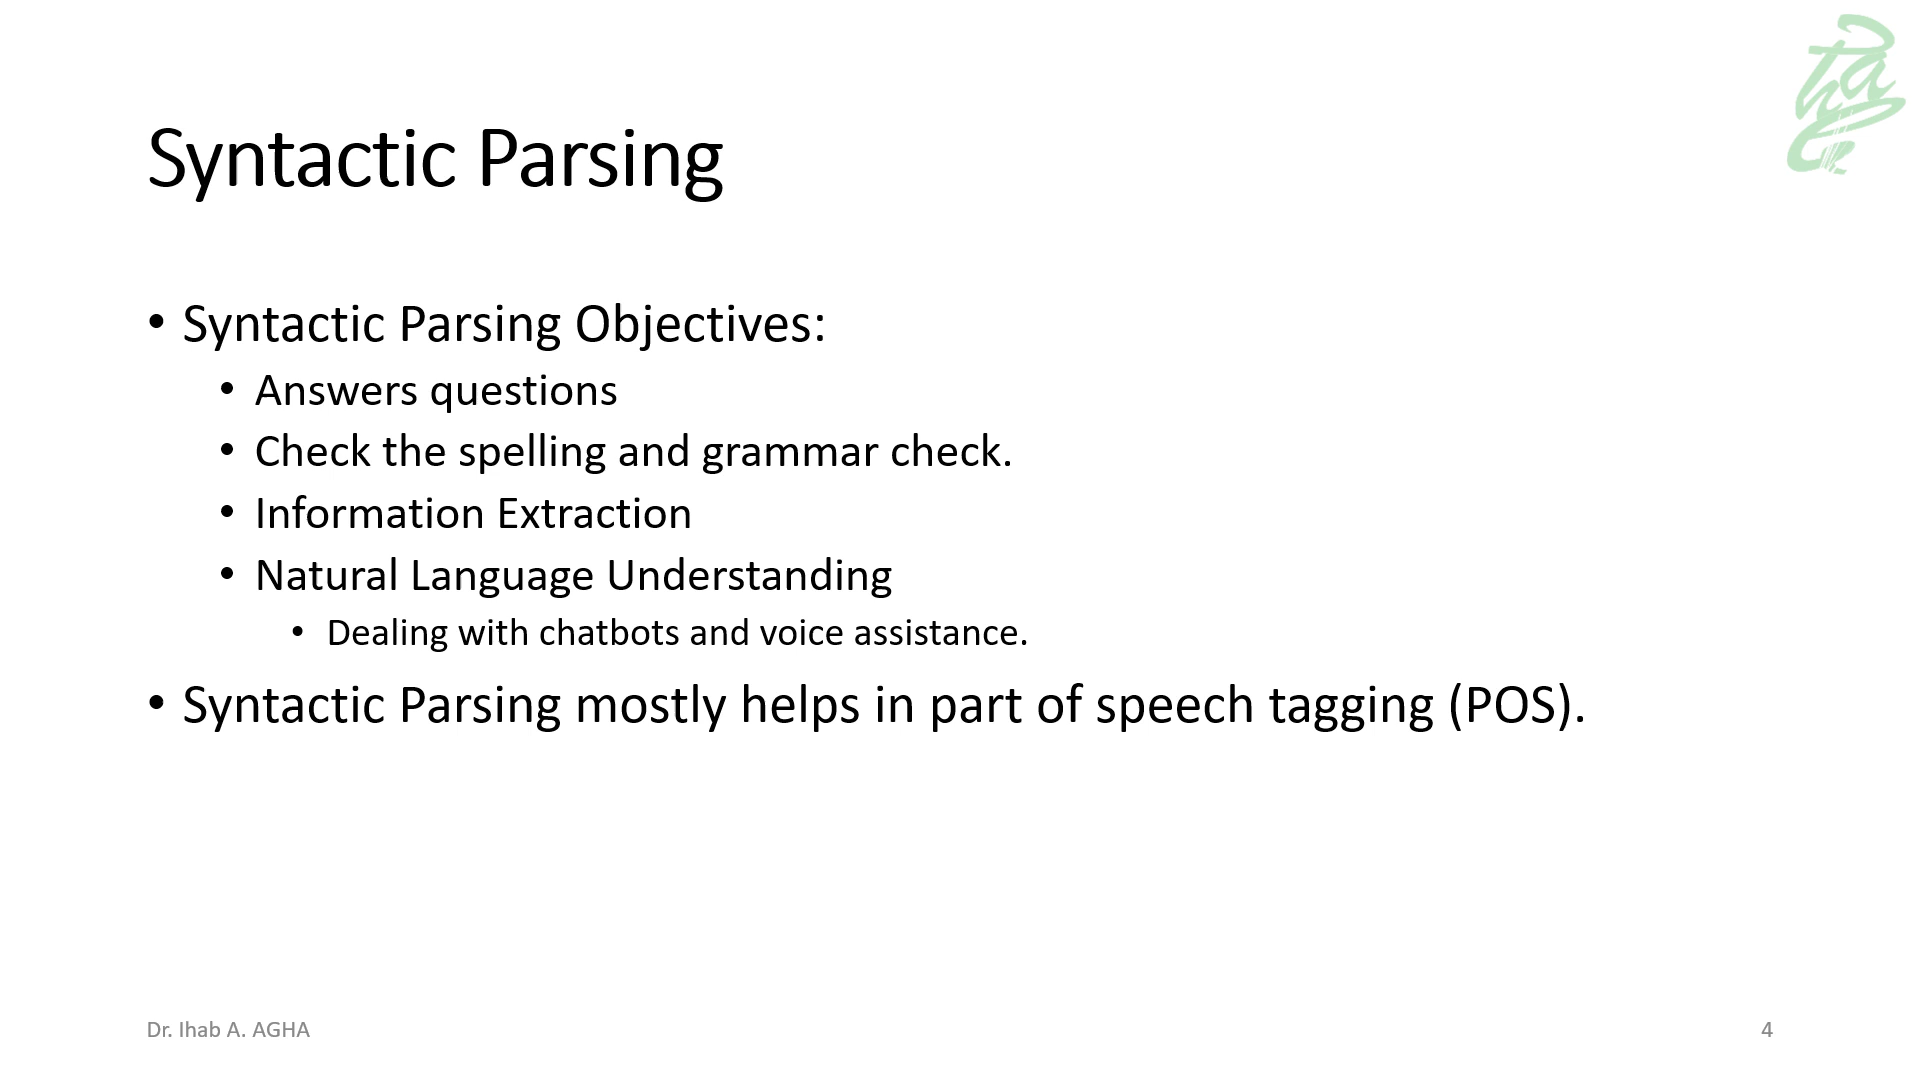 Syntactic Parsing
• Syntactic Parsing Objectives:
• Answers questions
• Check the spelling and grammar check.
• Information Extraction
• Natural Language Understanding
• Dealing with chatbots and voice assistance.
• Syntactic Parsing mostly helps in part of speech tagging (POS).
Dr. Ihab A. AGHA
4